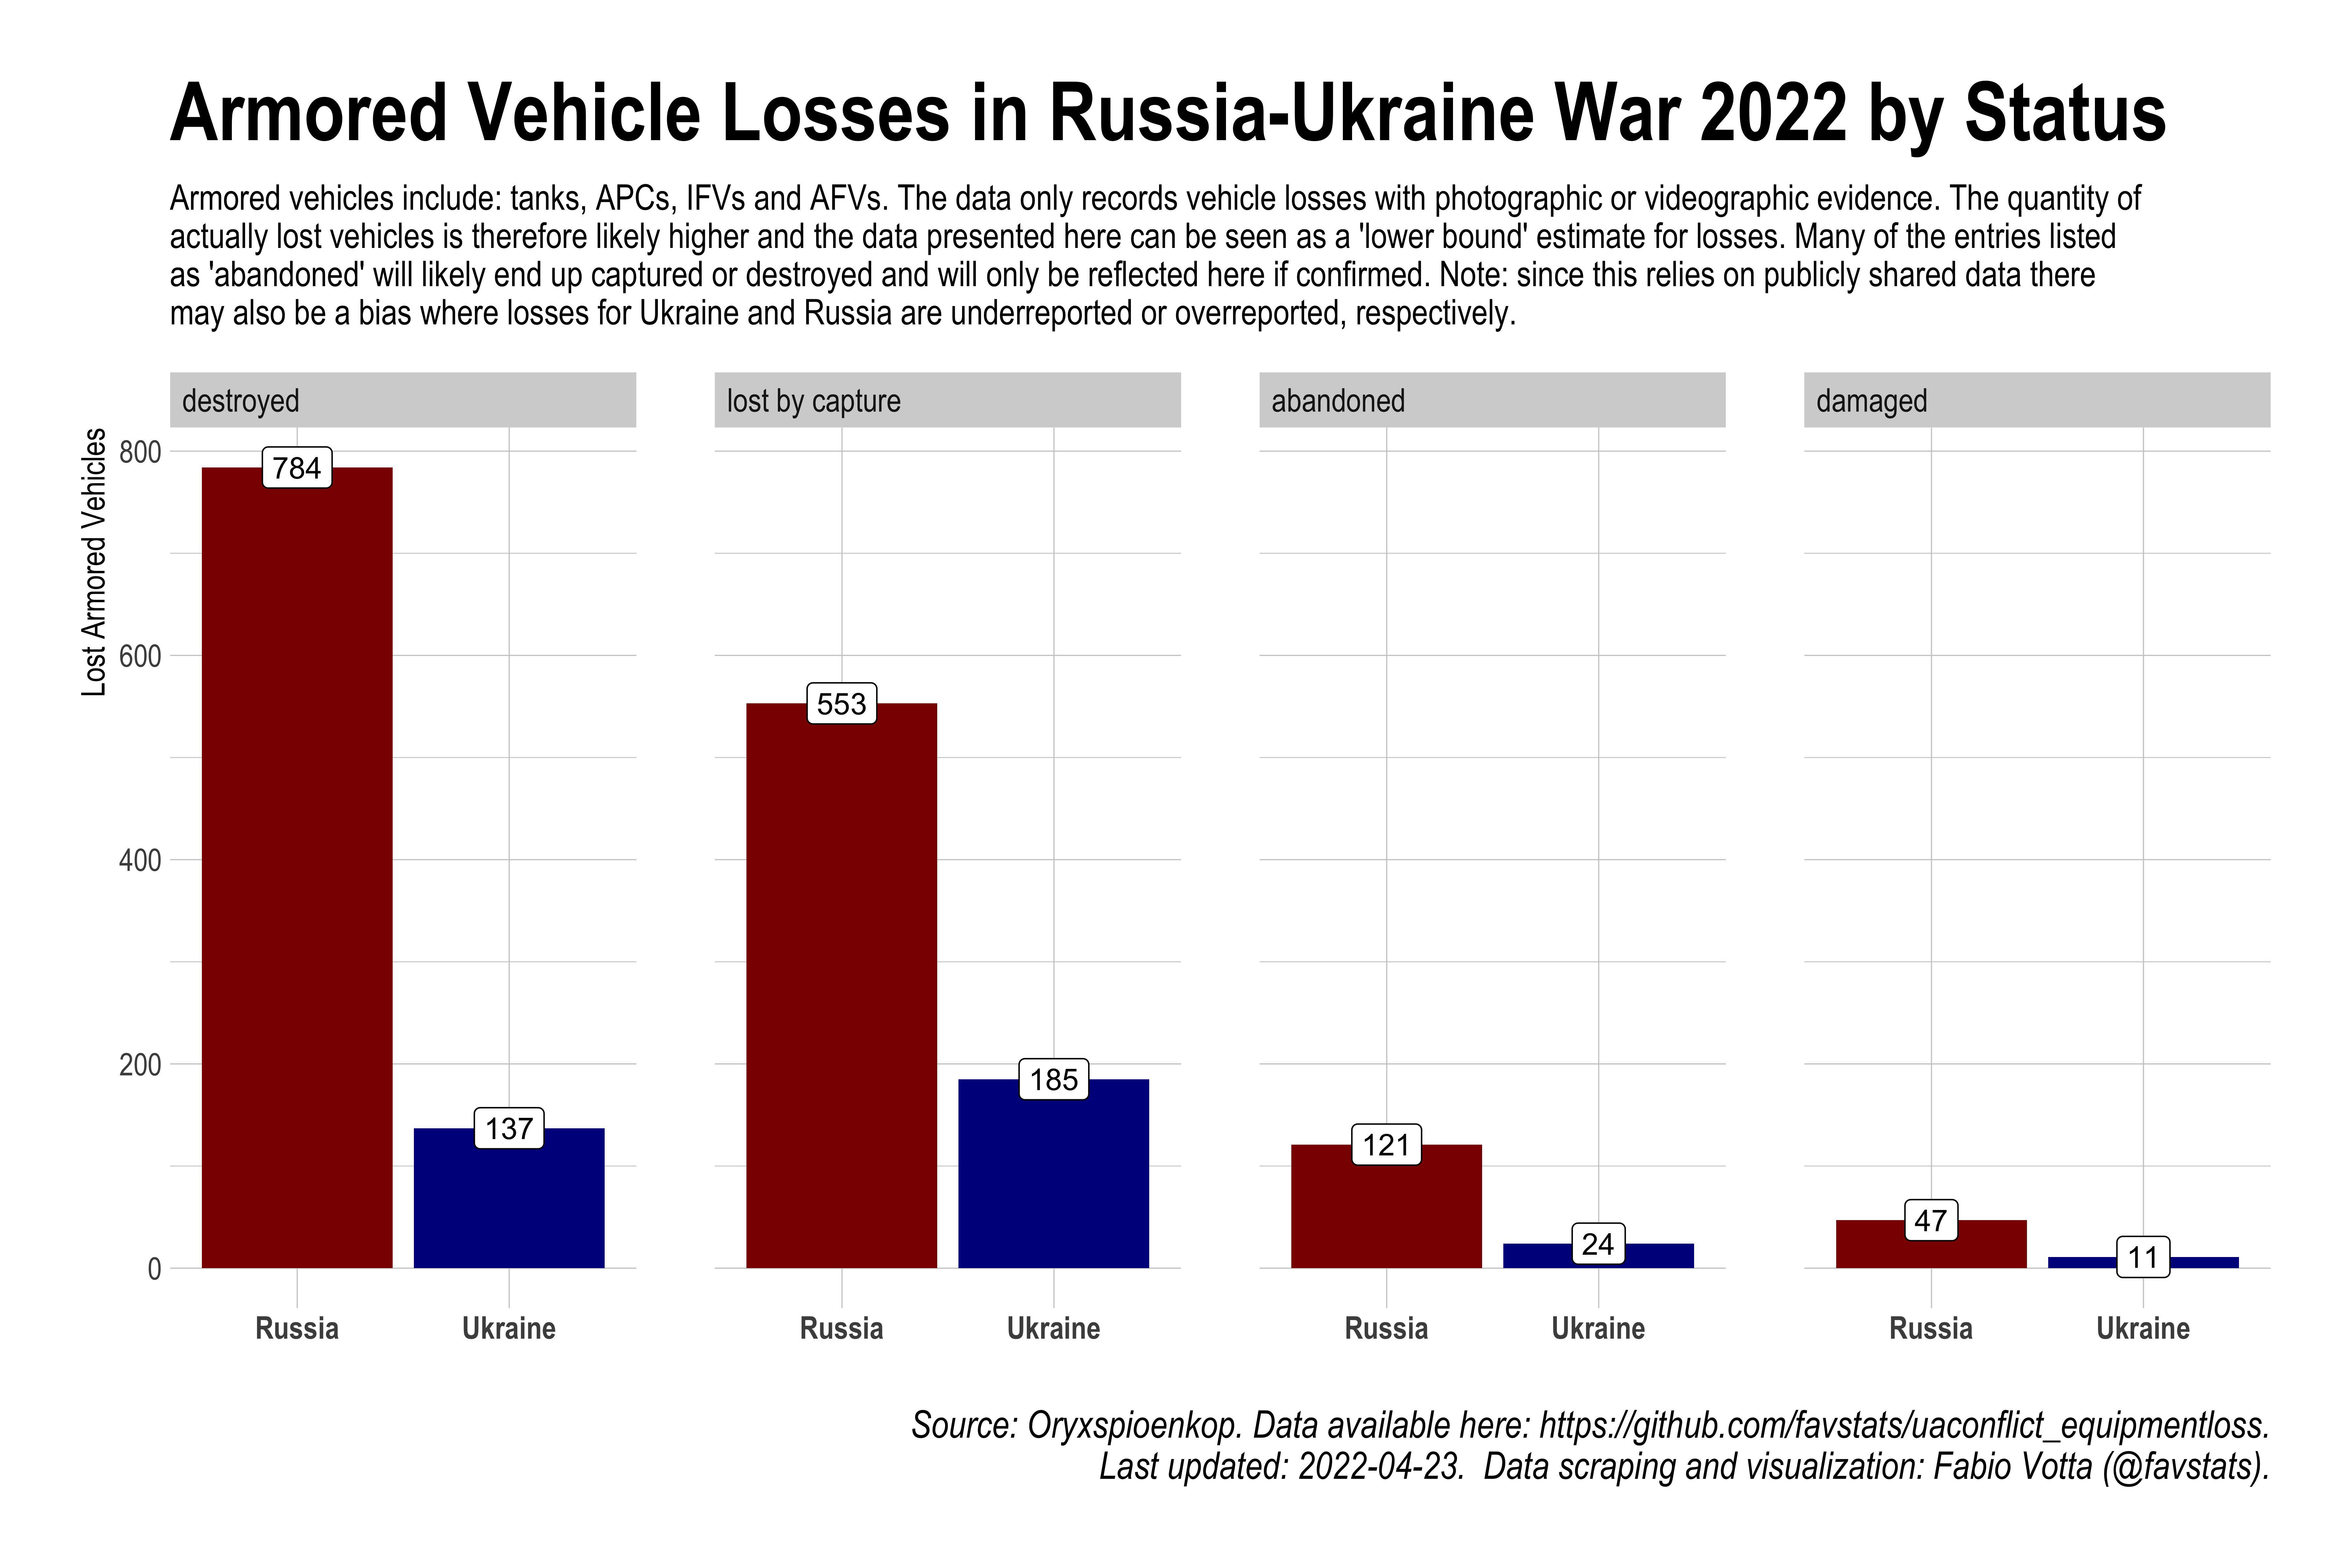 Armored Vehicle Losses in Russia-Ukraine War 2022 by Status
Armored vehicles include: tanks, APCs, IFVs and AFVs. The data only records vehicle losses with photographic or videographic evidence. The quantity of
actually lost vehicles is therefore likely higher and the data presented here can be seen as a 'lower bound' estimate for losses. Many of the entries listed
as 'abandoned' will likely end up captured or destroyed and will only be reflected here if confirmed. Note: since this relies on publicly shared data there
may also be a bias where losses for Ukraine and Russia are underreported or overreported, respectively.
destroyed
lost by capture
abandoned
damaged
Lost Armored Vehicles
800
600
400
200
0
784
137
553
185
121
24
47
11
Russia
Ukraine
Russia
Ukraine
Russia
Ukraine
Russia
Ukraine
Source: Oryxspioenkop. Data available here: https://github.com/favstats/uaconflict_equipmentloss.
Last updated: 2022-04-23.  Data scraping and visualization: Fabio Votta (@favstats).